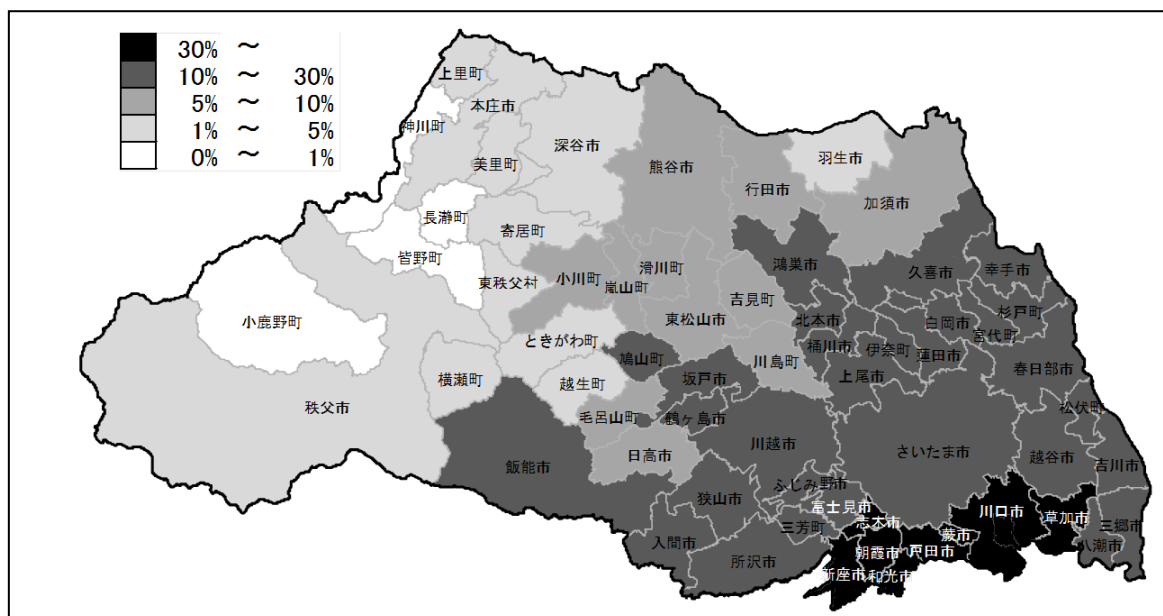 30% ～
10% ～ 30%
5% ～ 10%
1% ～ 5%
0% ～ 1%
上里町
本庄市
神川町
美里町
深谷市
熊谷市
行田市
羽生市
加須市
長瀞町
寄居町
皆野町
東秩父村
小川町
嵐山町
滑川町
吉見町
鴻巣市
久喜市
幸手市
小鹿野町
ときがわ町
東松山市
北本市
白岡市
杉戸町
宮代町
鳩山町
川島町
桶川市
伊奈町
蓮田市
春日部市
横瀬町
越生町
坂戸市
上尾市
秩父市
毛呂山町
鶴ヶ島市
松伏町
飯能市
日高市
川越市
さいたま市
越谷市
吉川市
狭山市
ふじみ野市
富士見市
三芳町
志木市
川口市
草加市
三郷市
入間市
所沢市
朝霞市
戸田市
蕨市
八潮市
新座市
和光市